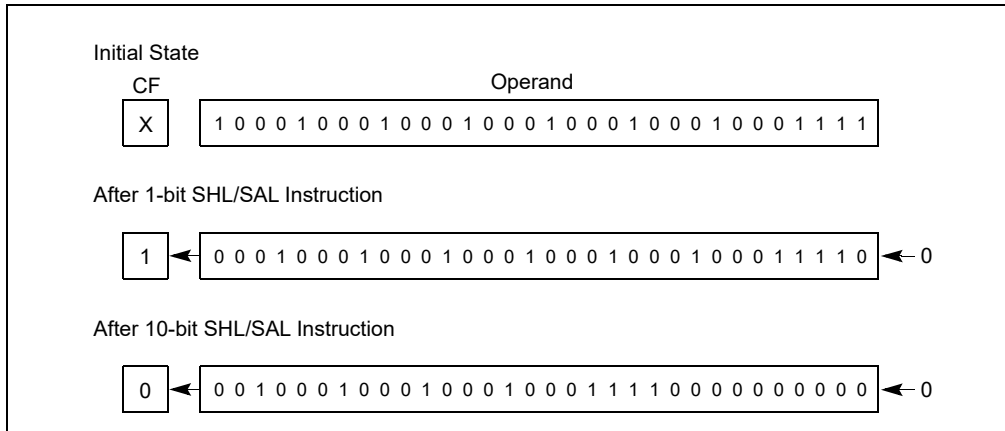 Initial State
CF Operand
X 1 0 0 0 1 0 0 0 1 0 0 0 1 0 0 0 1 0 0 0 1 0 0 0 1 0 0 0 1 1 1 1
After 1-bit SHL/SAL Instruction
1 0 0 0 1 0 0 0 1 0 0 0 1 0 0 0 1 0 0 0 1 0 0 0 1 0 0 0 1 1 1 1 0 0
After 10-bit SHL/SAL Instruction
0 0 0 1 0 0 0 1 0 0 0 1 0 0 0 1 0 0 0 1 1 1 1 0 0 0 0 0 0 0 0 0 0 0